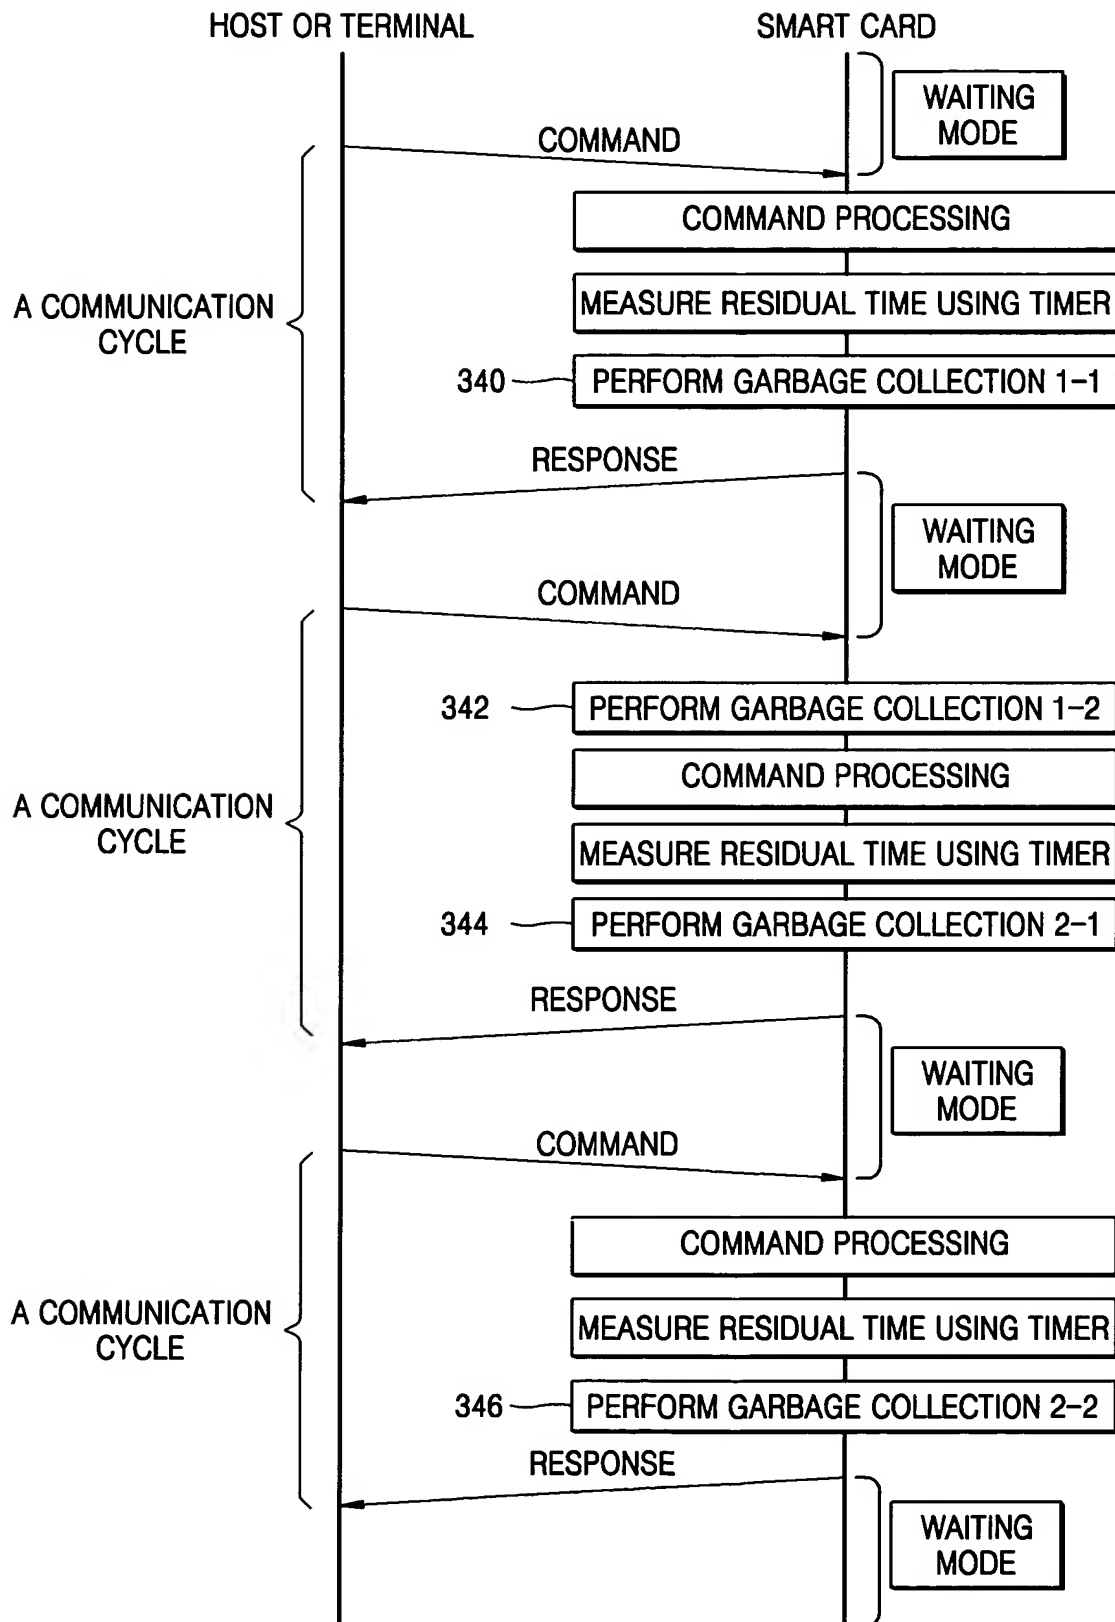 HOST OR TERMINAL
SMART CARD
WAITING
MODE
COMMAND
COMMAND PROCESSING
A COMMUNICATION
CYCLE
MEASURE RESIDUAL TIME USING TIMER
340
PERFORM GARBAGE COLLECTION 1-1
RESPONSE
WAITING
MODE
COMMAND
342
PERFORM GARBAGE COLLECTION 1-2
COMMAND PROCESSING
A COMMUNICATION
CYCLE
MEASURE RESIDUAL TIME USING TIMER
344
PERFORM GARBAGE COLLECTION 2-1
RESPONSE
WAITING
MODE
COMMAND
COMMAND PROCESSING
A COMMUNICATION
CYCLE
MEASURE RESIDUAL TIME USING TIMER
346
PERFORM GARBAGE COLLECTION 2-2
RESPONSE
WAITING
MODE